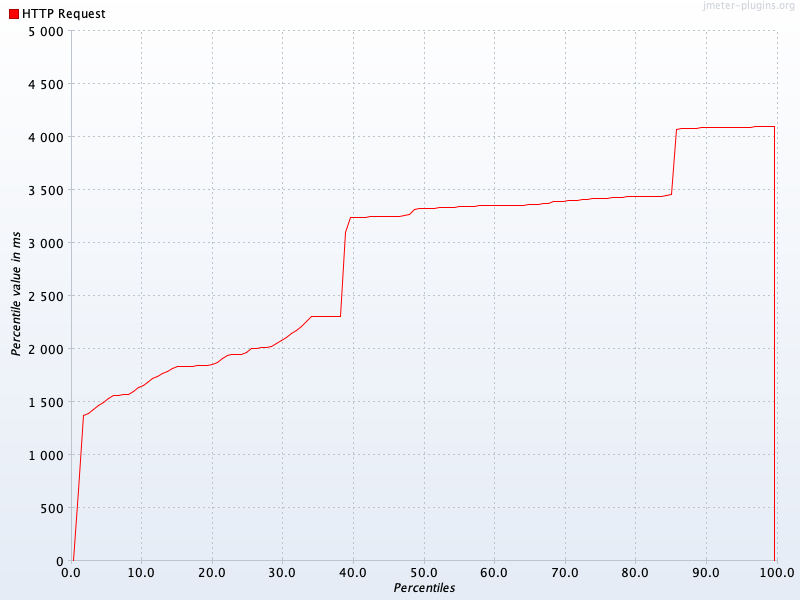 jmeter-plugins.org
HTTP Request
5 000
4 500
4 000
3 500
3 000
2 500
2 000
1 500
1 000
500
0
Percentile value in ms
0.0 10.0 20.0 30.0 40.0 50.0 60.0 70.0 80.0 90.0 100.0
Percentiles